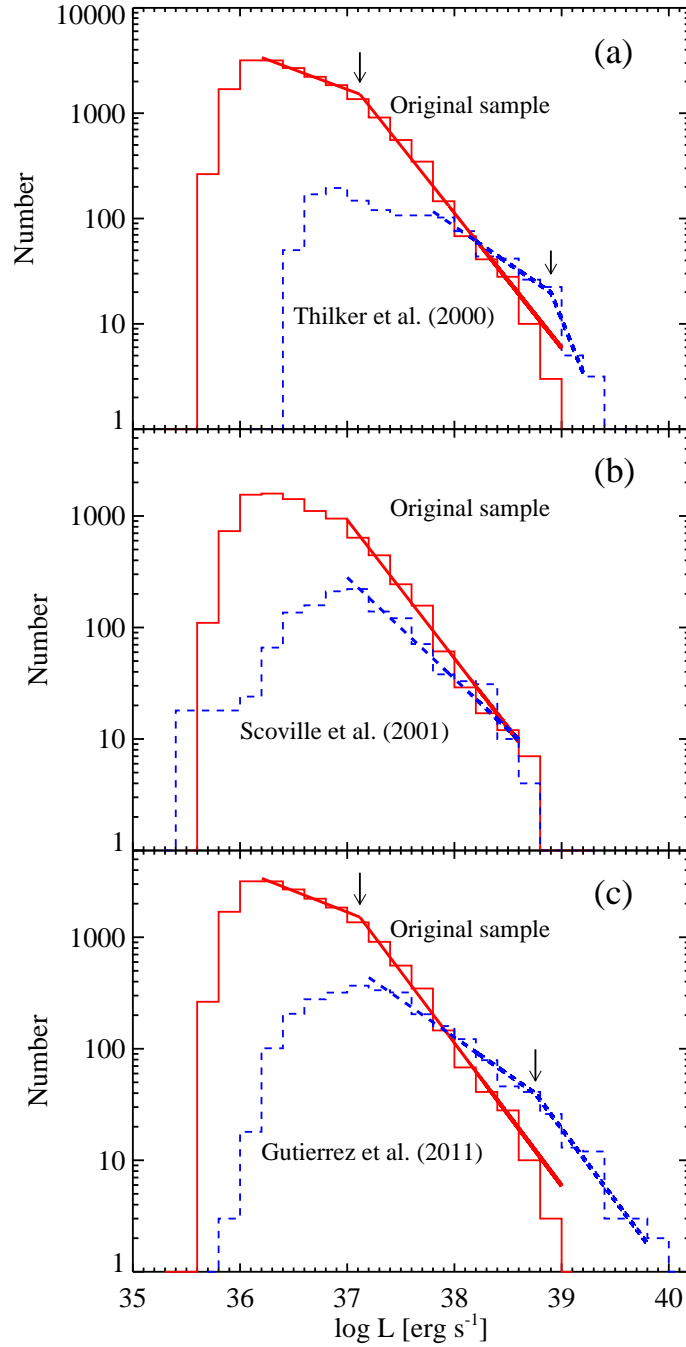 10000
(a)
1000
Original sample
Number
100
Thilker et al. (2000)
10
1
(b)
1000
Original sample
Number
100
Scoville et al. (2001)
10
1
(c)
1000
Original sample
Number
100
Gutierrez et al. (2011)
10
1
35 36 37 38 39 40
log L [erg s⁻¹]